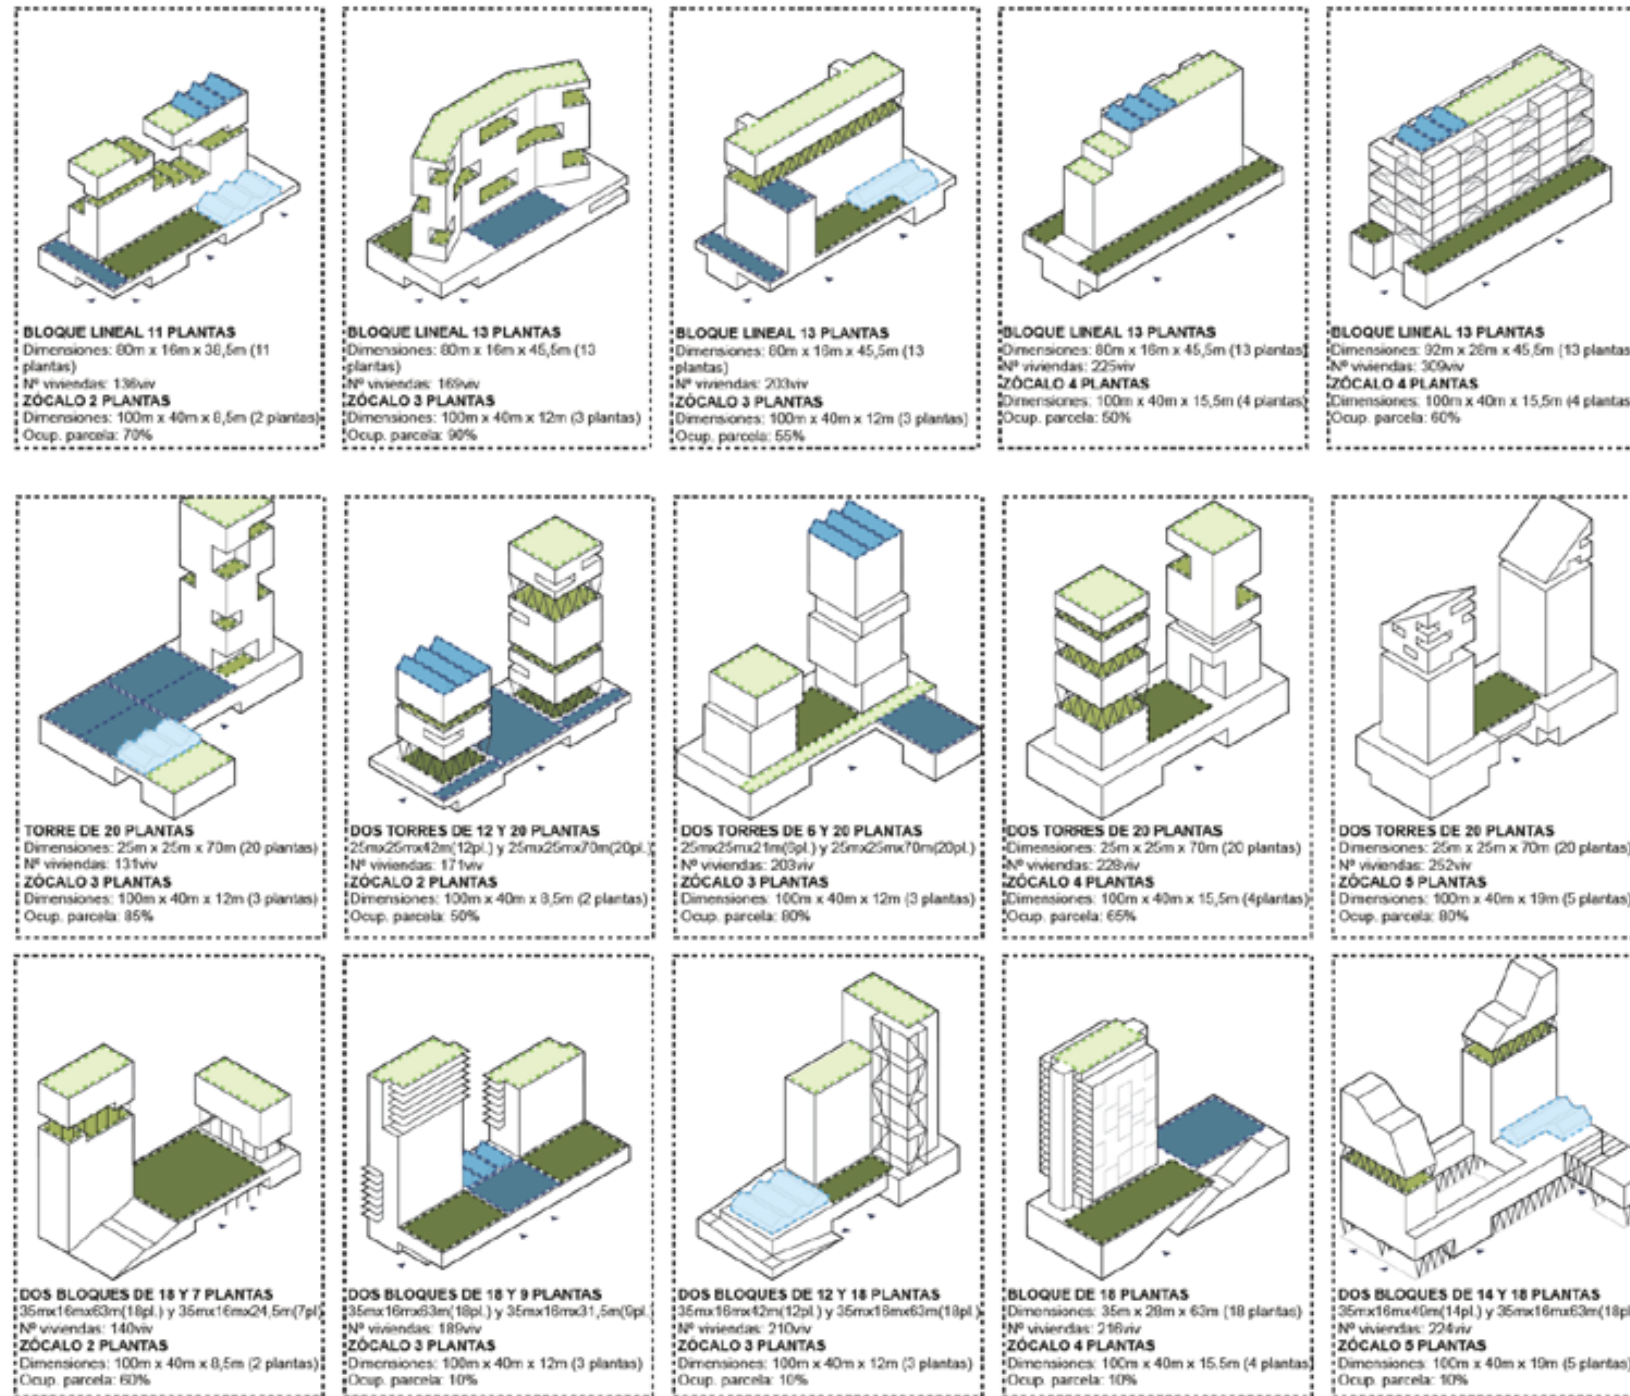 BLOQUE LINEAL 11 PLANTAS
Dimensiones: 80m x 16m x 38,5m (11
plantas)
Nº viviendas: 136viv
ZÓCALO 2 PLANTAS
Dimensiones: 100m x 40m x 8,5m (2 plantas)
Ocup. parcela: 70%
BLOQUE LINEAL 13 PLANTAS
Dimensiones: 80m x 16m x 45,5m (13
plantas)
Nº viviendas: 169viv
ZÓCALO 3 PLANTAS
Dimensiones: 100m x 40m x 12m (3 plantas)
Ocup. parcela: 90%
BLOQUE LINEAL 13 PLANTAS
Dimensiones: 80m x 16m x 45,5m (13
plantas)
Nº viviendas: 203viv
ZÓCALO 3 PLANTAS
Dimensiones: 100m x 40m x 12m (3 plantas)
Ocup. parcela: 55%
BLOQUE LINEAL 13 PLANTAS
Dimensiones: 80m x 16m x 45,5m (13 plantas)
Nº viviendas: 225viv
ZÓCALO 4 PLANTAS
Dimensiones: 100m x 40m x 15,5m (4 plantas)
Ocup. parcela: 50%
BLOQUE LINEAL 13 PLANTAS
Dimensiones: 92m x 28m x 45,5m (13 plantas
Nº viviendas: 309viv
ZÓCALO 4 PLANTAS
Dimensiones: 100m x 40m x 15,5m (4 plantas
Ocup. parcela: 60%
TORRE DE 20 PLANTAS
Dimensiones: 25m x 25m x 70m (20 plantas)
Nº viviendas: 131viv
ZÓCALO 3 PLANTAS
Dimensiones: 100m x 40m x 12m (3 plantas)
Ocup. parcela: 85%
DOS TORRES DE 12 Y 20 PLANTAS
25mx25mx42m(12pl.) y 25mx25mx70m(20pl.)
Nº viviendas: 171viv
ZÓCALO 2 PLANTAS
Dimensiones: 100m x 40m x 8,5m (2 plantas)
Ocup. parcela: 50%
DOS TORRES DE 6 Y 20 PLANTAS
25mx25mx21m(6pl.) y 25mx25mx70m(20pl.)
Nº viviendas: 203viv
ZÓCALO 3 PLANTAS
Dimensiones: 100m x 40m x 12m (3 plantas)
Ocup. parcela: 80%
DOS TORRES DE 20 PLANTAS
Dimensiones: 25m x 25m x 70m (20 plantas)
Nº viviendas: 228viv
ZÓCALO 4 PLANTAS
Dimensiones: 100m x 40m x 15,5m (4plantas)
Ocup. parcela: 65%
DOS TORRES DE 20 PLANTAS
Dimensiones: 25m x 25m x 70m (20 plantas)
Nº viviendas: 252viv
ZÓCALO 5 PLANTAS
Dimensiones: 100m x 40m x 19m (5 plantas)
Ocup. parcela: 80%
DOS BLOQUES DE 18 Y 7 PLANTAS
35mx16mx63m(18pl.) y 35mx16mx24,5m(7pl)
Nº viviendas: 140viv
ZÓCALO 2 PLANTAS
Dimensiones: 100m x 40m x 8,5m (2 plantas)
Ocup. parcela: 60%
DOS BLOQUES DE 18 Y 9 PLANTAS
35mx16mx63m(18pl.) y 35mx16mx31,5m(9pl.)
Nº viviendas: 189viv
ZÓCALO 3 PLANTAS
Dimensiones: 100m x 40m x 12m (3 plantas)
Ocup. parcela: 10%
DOS BLOQUES DE 12 Y 18 PLANTAS
35mx16mx42m(12pl.) y 35mx16mx63m(18pl.)
Nº viviendas: 210viv
ZÓCALO 3 PLANTAS
Dimensiones: 100m x 40m x 12m (3 plantas)
Ocup. parcela: 10%
BLOQUE DE 18 PLANTAS
Dimensiones: 35m x 28m x 63m (18 plantas)
Nº viviendas: 216viv
ZÓCALO 4 PLANTAS
Dimensiones: 100m x 40m x 15,5m (4 plantas)
Ocup. parcela: 10%
DOS BLOQUES DE 14 Y 18 PLANTAS
35mx16mx49m(14pl.) y 35mx16mx63m(18pl
Nº viviendas: 224viv
ZÓCALO 5 PLANTAS
Dimensiones: 100m x 40m x 19m (5 plantas)
Ocup. parcela: 10%